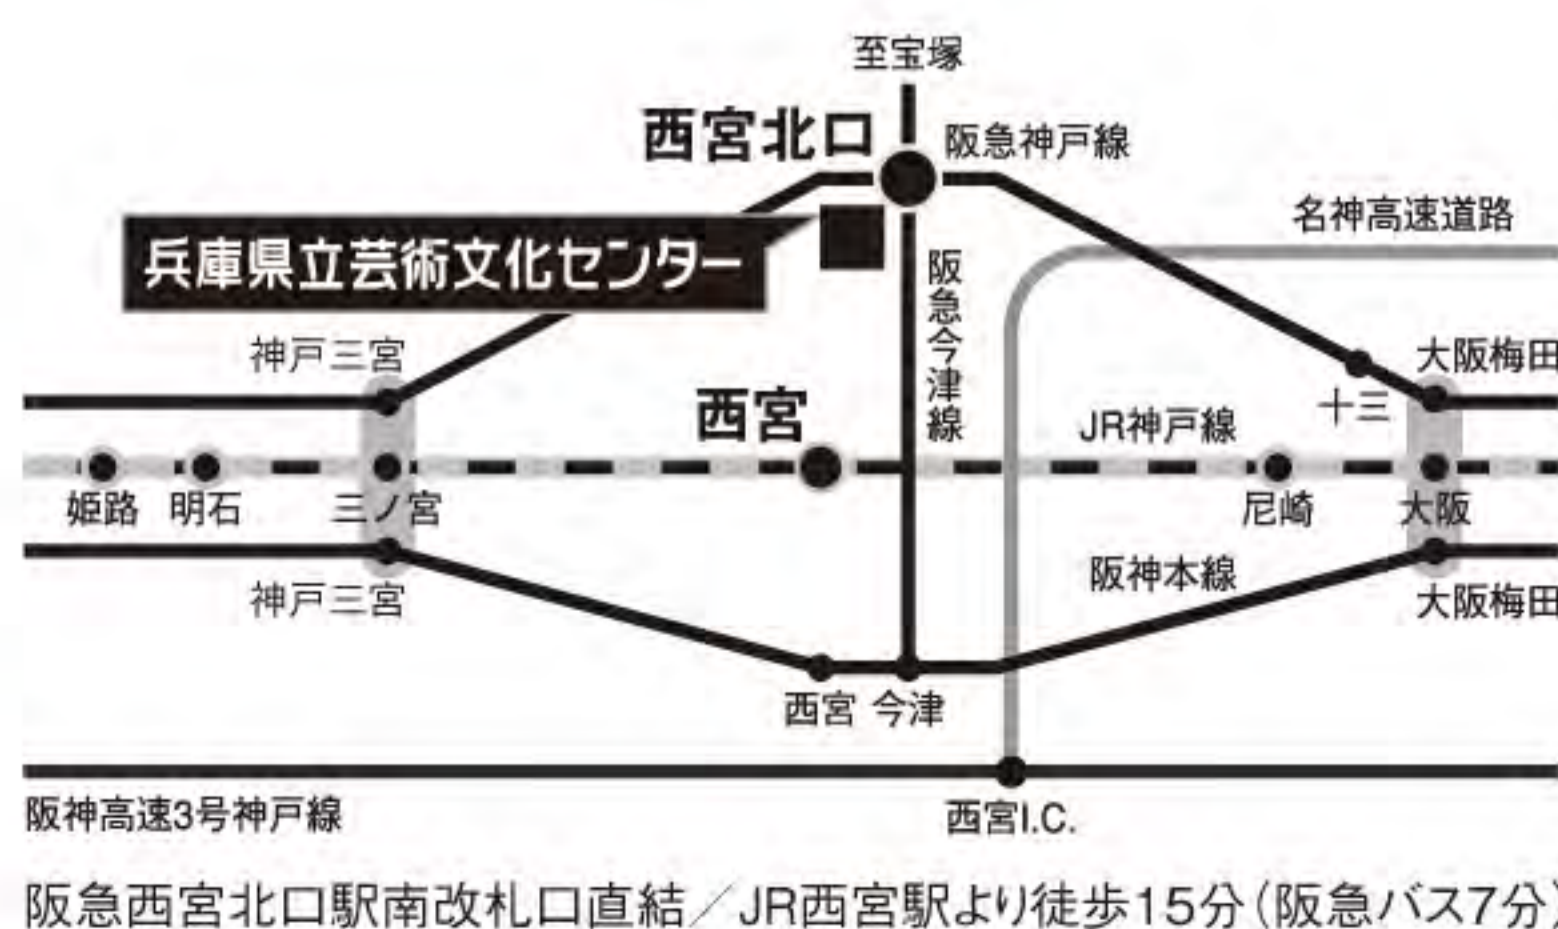 至宝塚
西宮北口
阪急神戸線
名神高速道路
兵庫県立芸術文化センター
阪急今津線
神戸三宮
大阪梅田
十三
西宮
JR神戸線
姫路
明石
三ノ宮
尼崎
大阪
阪神本線
神戸三宮
大阪梅田
西宮
今津
阪神高速3号神戸線
西宮I.C.
阪急西宮北口駅南改札口直結／JR西宮駅より徒歩15分(阪急バス7分)